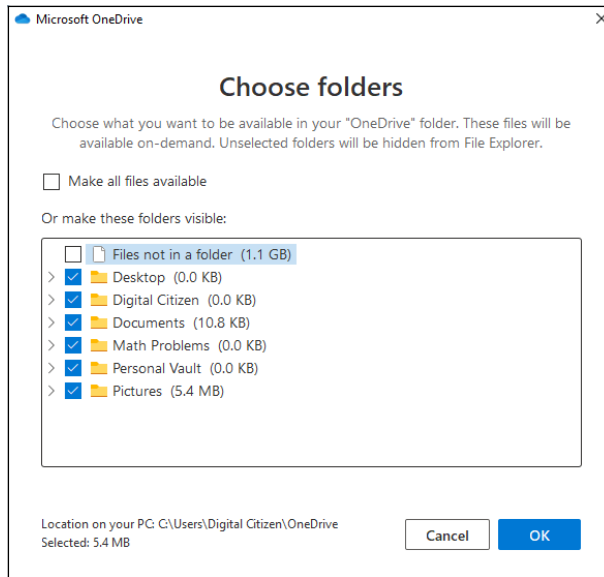 Microsoft OneDrive
Choose folders
Choose what you want to be available in your "OneDrive" folder. These files will be
available on-demand. Unselected folders will be hidden from File Explorer.
Make all files available
Or make these folders visible:
Files not in a folder (1.1 GB)
Desktop (0.0 KB)
Digital Citizen (0.0 KB)
Documents (10.8 KB)
Math Problems (0.0 KB)
Personal Vault (0.0 KB)
Pictures (5.4 MB)
Location on your PC: C:\Users\Digital Citizen\OneDrive
Selected: 5.4 MB
Cancel
OK